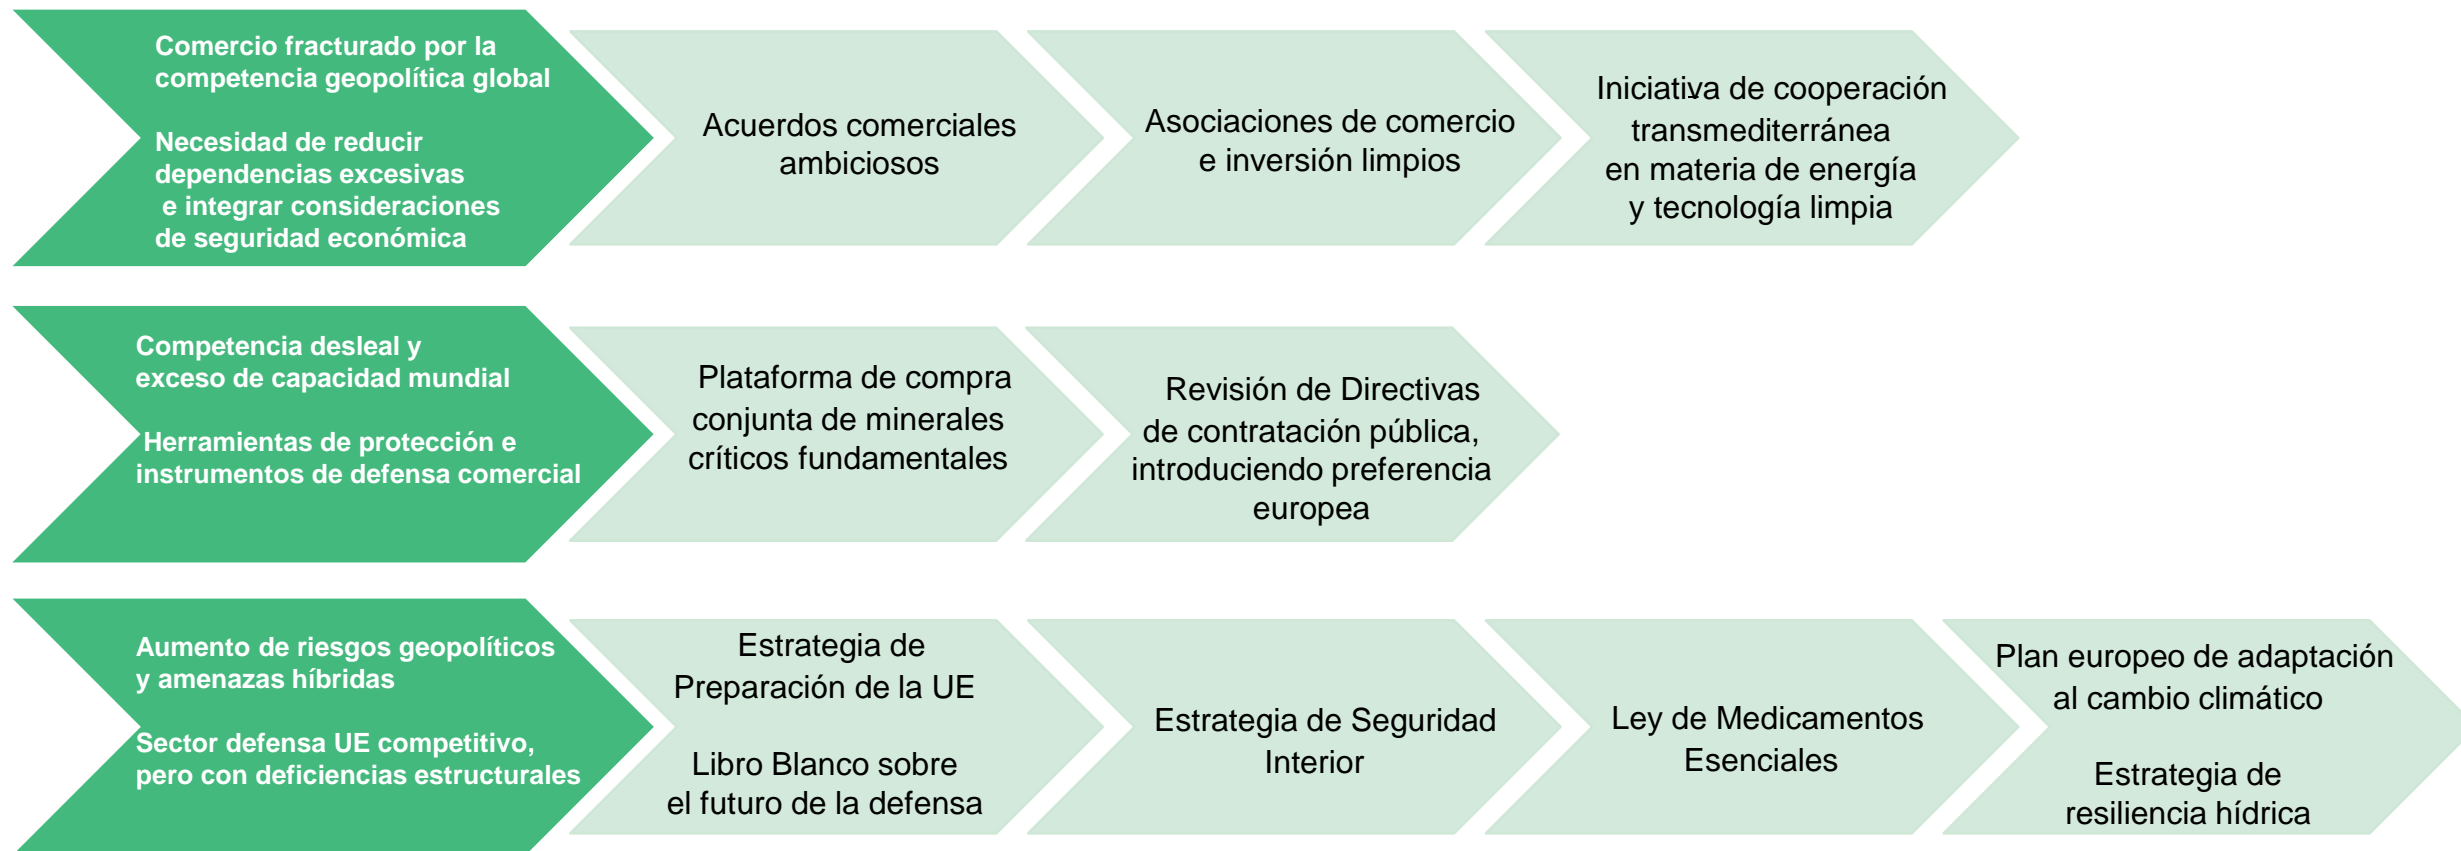 Comercio fracturado por la
competencia geopolítica global
Necesidad de reducir
dependencias excesivas
e integrar consideraciones
de seguridad económica
Acuerdos comerciales
ambiciosos
Asociaciones de comercio
e inversión limpios
Iniciativa de cooperación
transmediterránea
en materia de energía
y tecnología limpia
Competencia desleal y
exceso de capacidad mundial
Herramientas de protección e
instrumentos de defensa comercial
Plataforma de compra
conjunta de minerales
críticos fundamentales
Revisión de Directivas
de contratación pública,
introduciendo preferencia
europea
Aumento de riesgos geopolíticos
y amenazas híbridas
Sector defensa UE competitivo,
pero con deficiencias estructurales
Estrategia de
Preparación de la UE
Libro Blanco sobre
el futuro de la defensa
Estrategia de Seguridad
Interior
Ley de Medicamentos
Esenciales
Plan europeo de adaptación
al cambio climático
Estrategia de
resiliencia hídrica